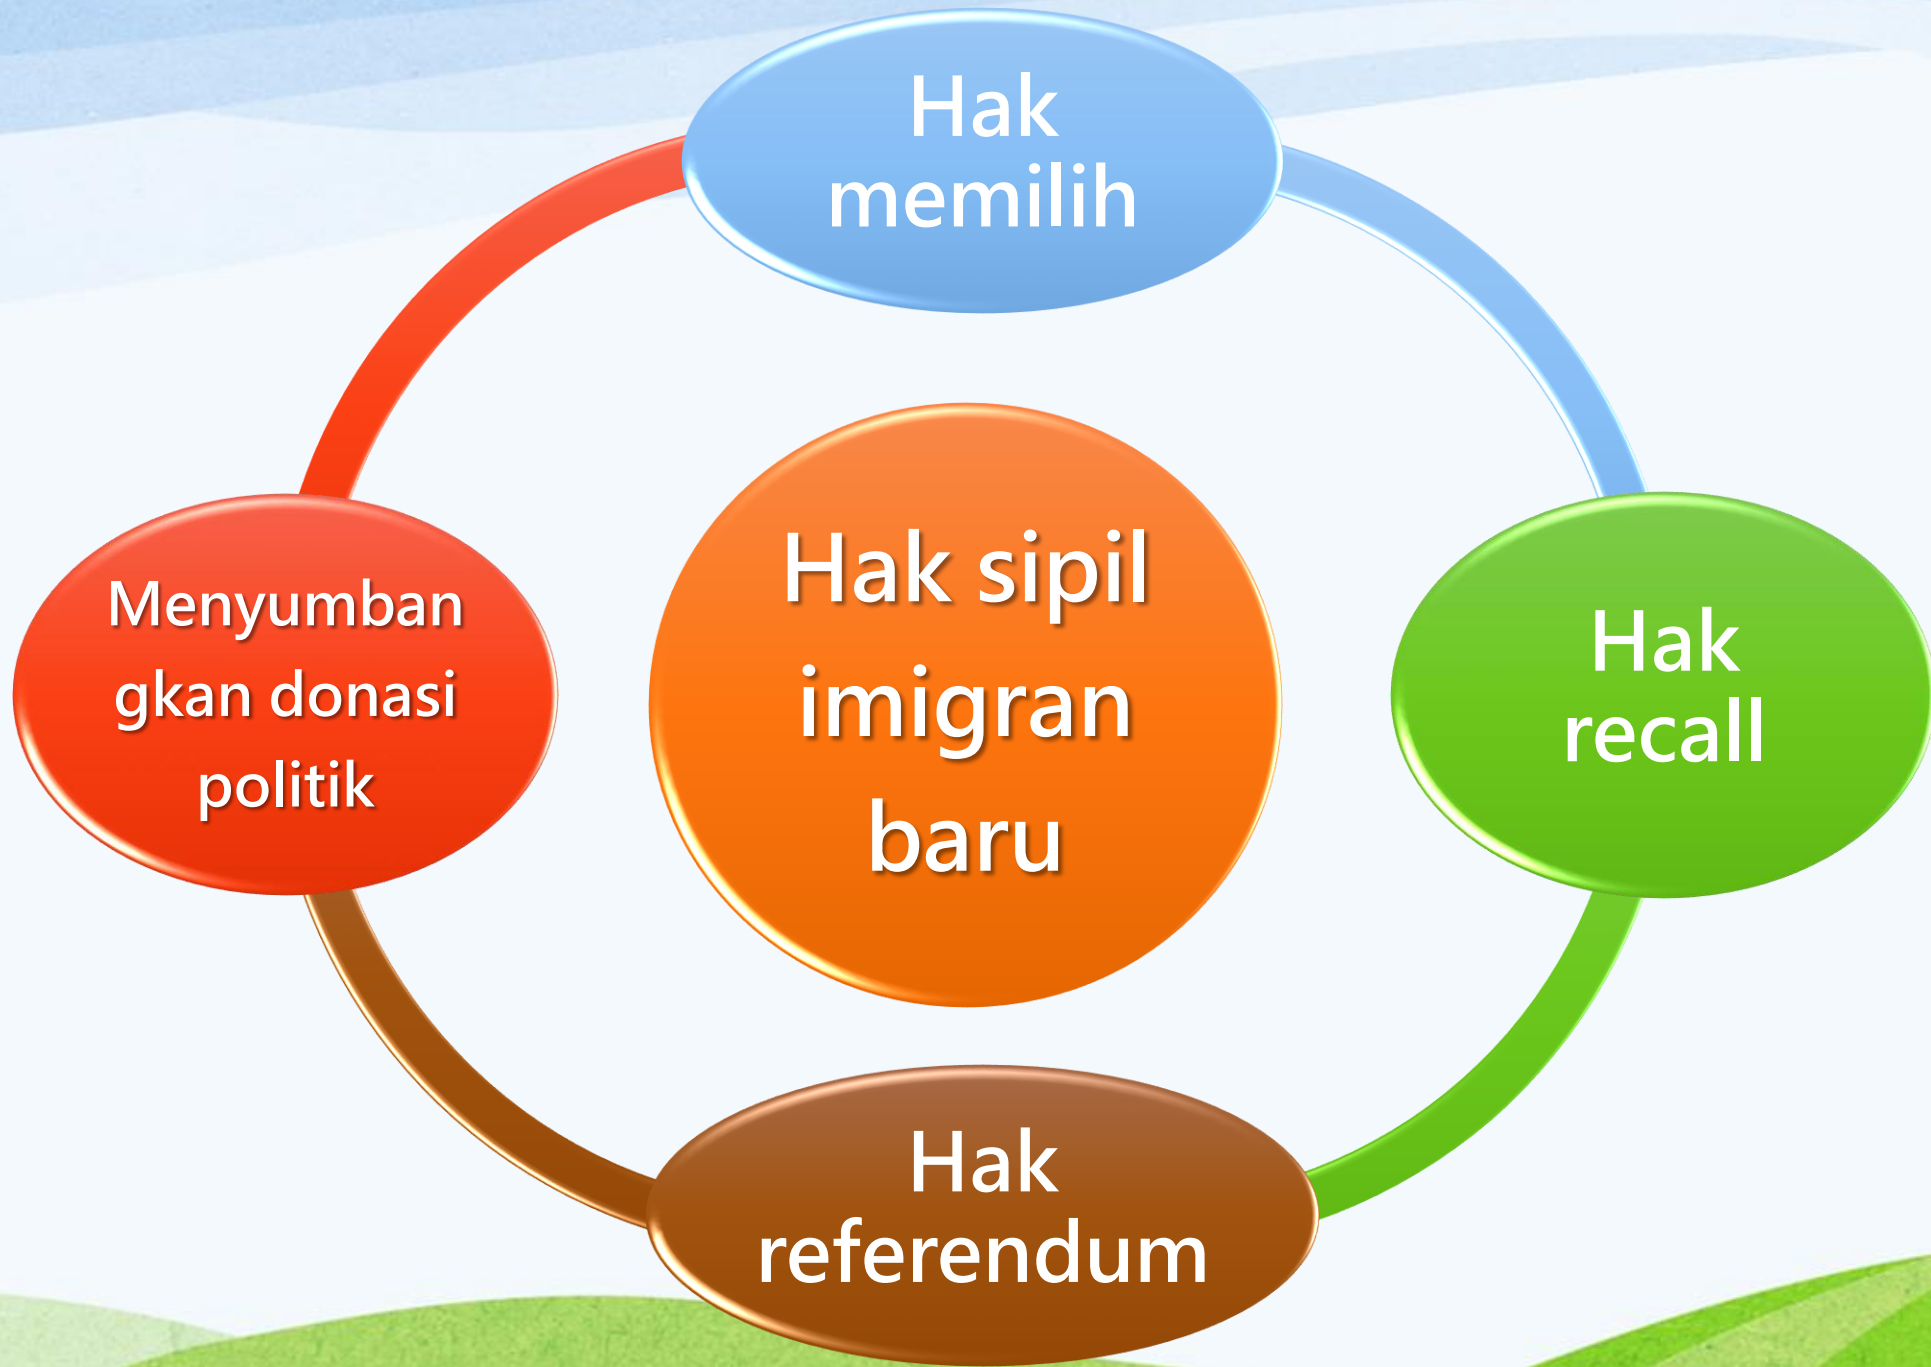 Hak
memilih
Hak sipil
imigran
baru
Menyumban
gkan donasi
politik
Hak
recall
Hak
referendum